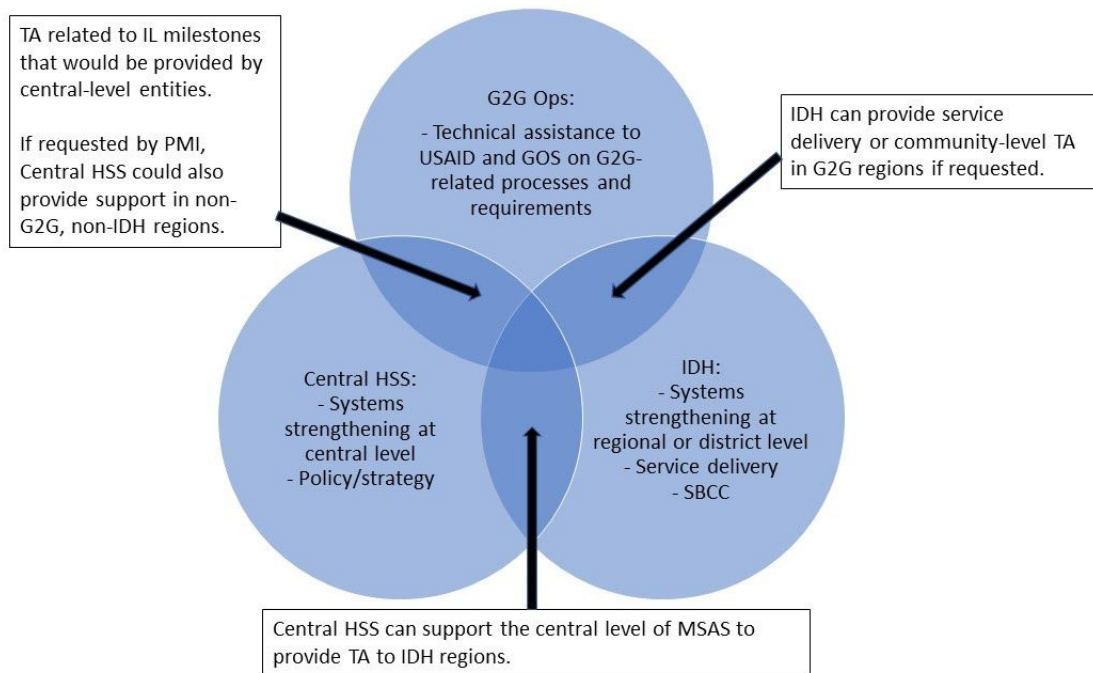 TA related to IL milestones
that would be provided by
central-level entities.
If requested by PMI,
Central HSS could also
provide support in non-
G2G, non-IDH regions.
G2G Ops:
- Technical assistance to
USAID and GOS on G2G-
related processes and
requirements
IDH can provide service
delivery or community-level TA
in G2G regions if requested.
Central HSS:
- Systems
strengthening at
central level
- Policy/strategy
IDH:
- Systems
strengthening at
regional or district level
- Service delivery
- SBCC
Central HSS can support the central level of MSAS to
provide TA to IDH regions.